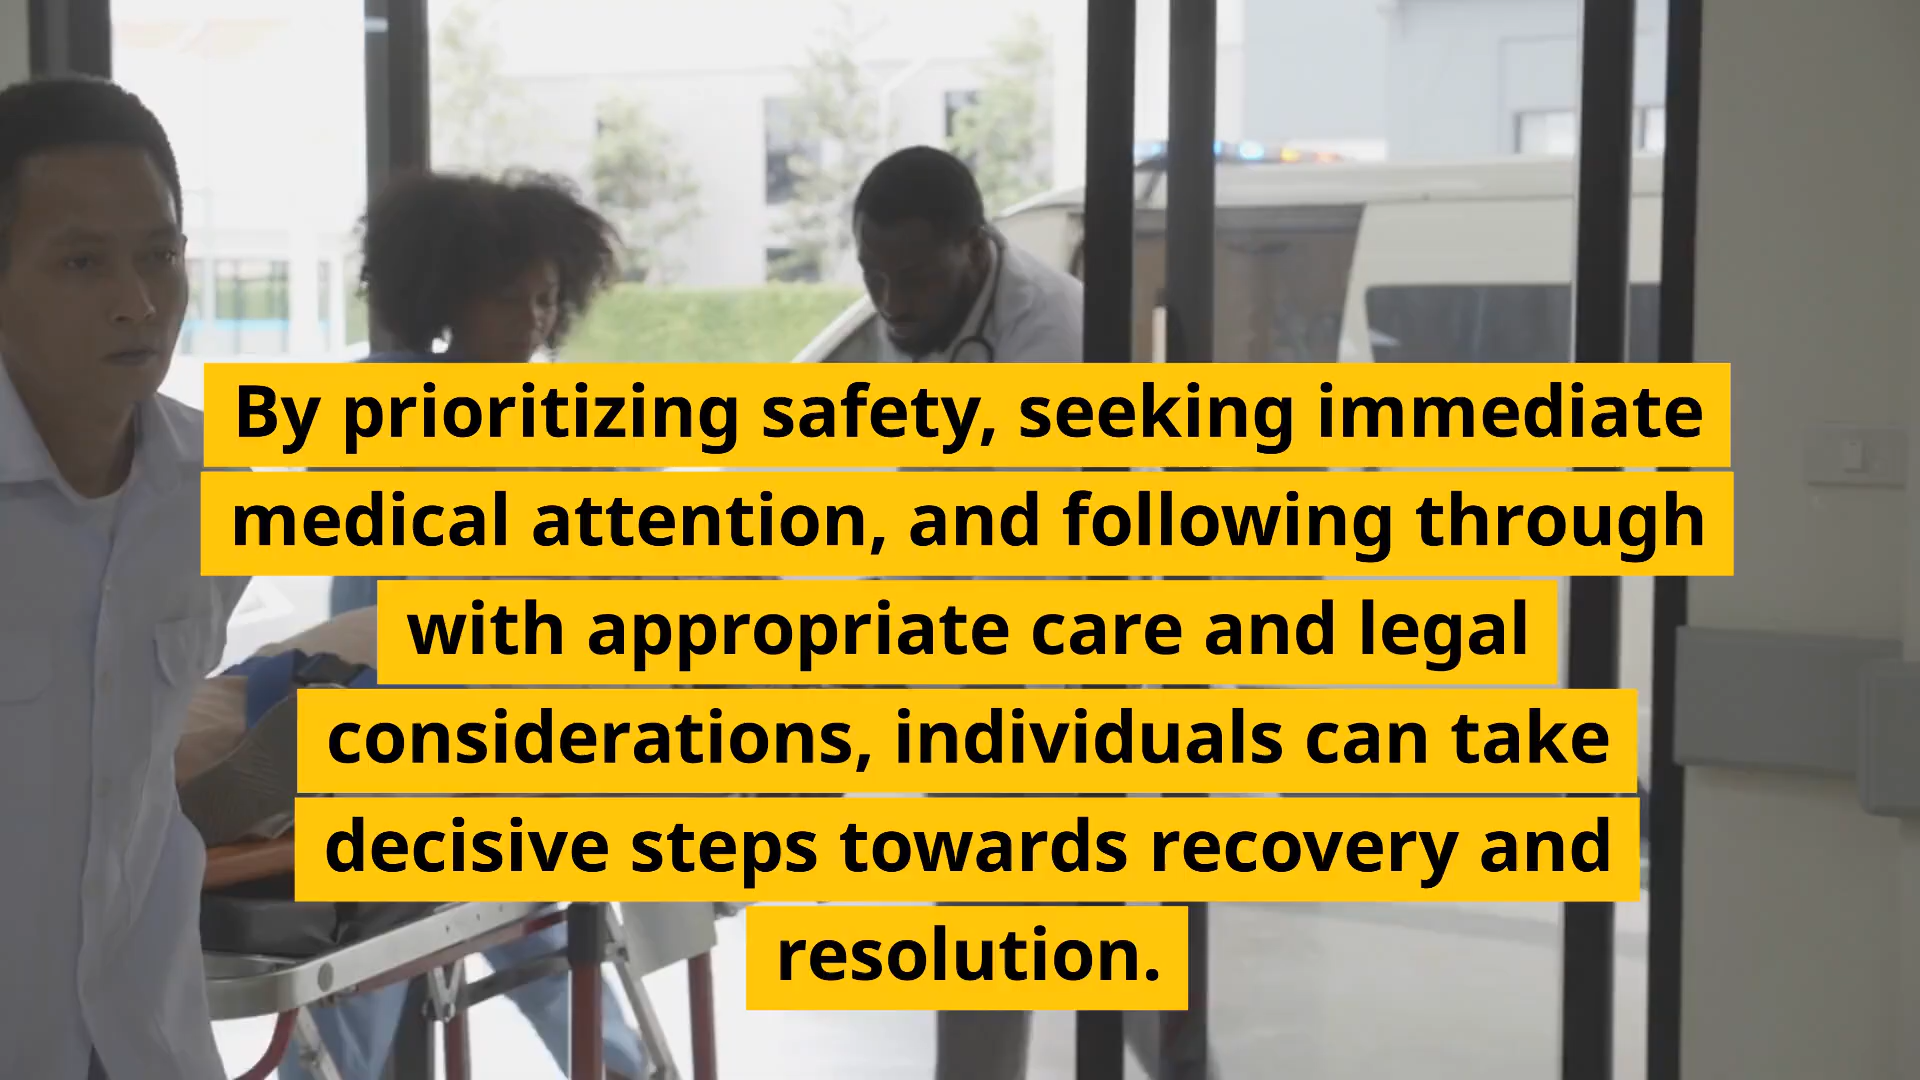 By prioritizing safety, seeking immediate
medical attention, and following through
with appropriate care and legal
considerations, individuals can take
decisive steps towards recovery and
resolution.